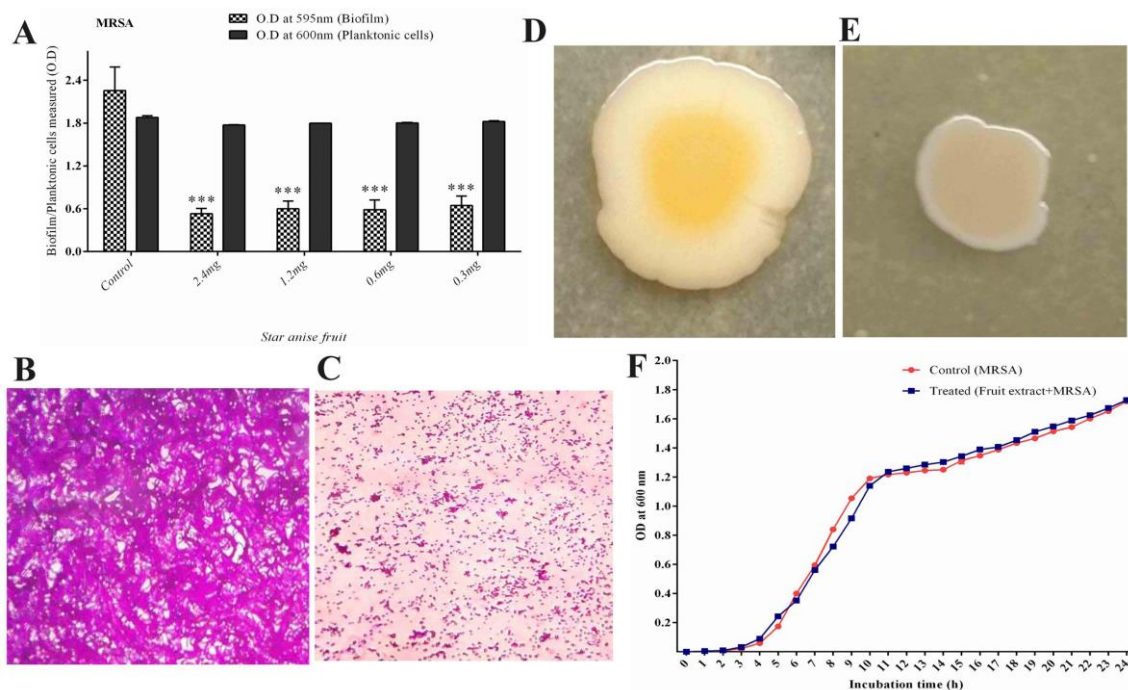 A
MRSA
O.D at 595nm (Biofilm)
O.D at 600nm (Planktonic cells)
Biofilm/Planktonic cells measured (O.D)
2.4
1.8
1.2
0.6
0.0
***
***
***
***
Control
2.4mg
1.2mg
0.6mg
0.3mg
Star anise fruit
D
E
B
C
F
Control (MRSA)
Treated (Fruit extract+MRSA)
OD at 600 nm
2.0
1.8
1.6
1.4
1.2
1.0
0.8
0.6
0.4
0.2
0 1 2 3 4 5 6 7 8 9 10 11 12 13 14 15 16 17 18 19 20 21 22 23 24
Incubation time (h)